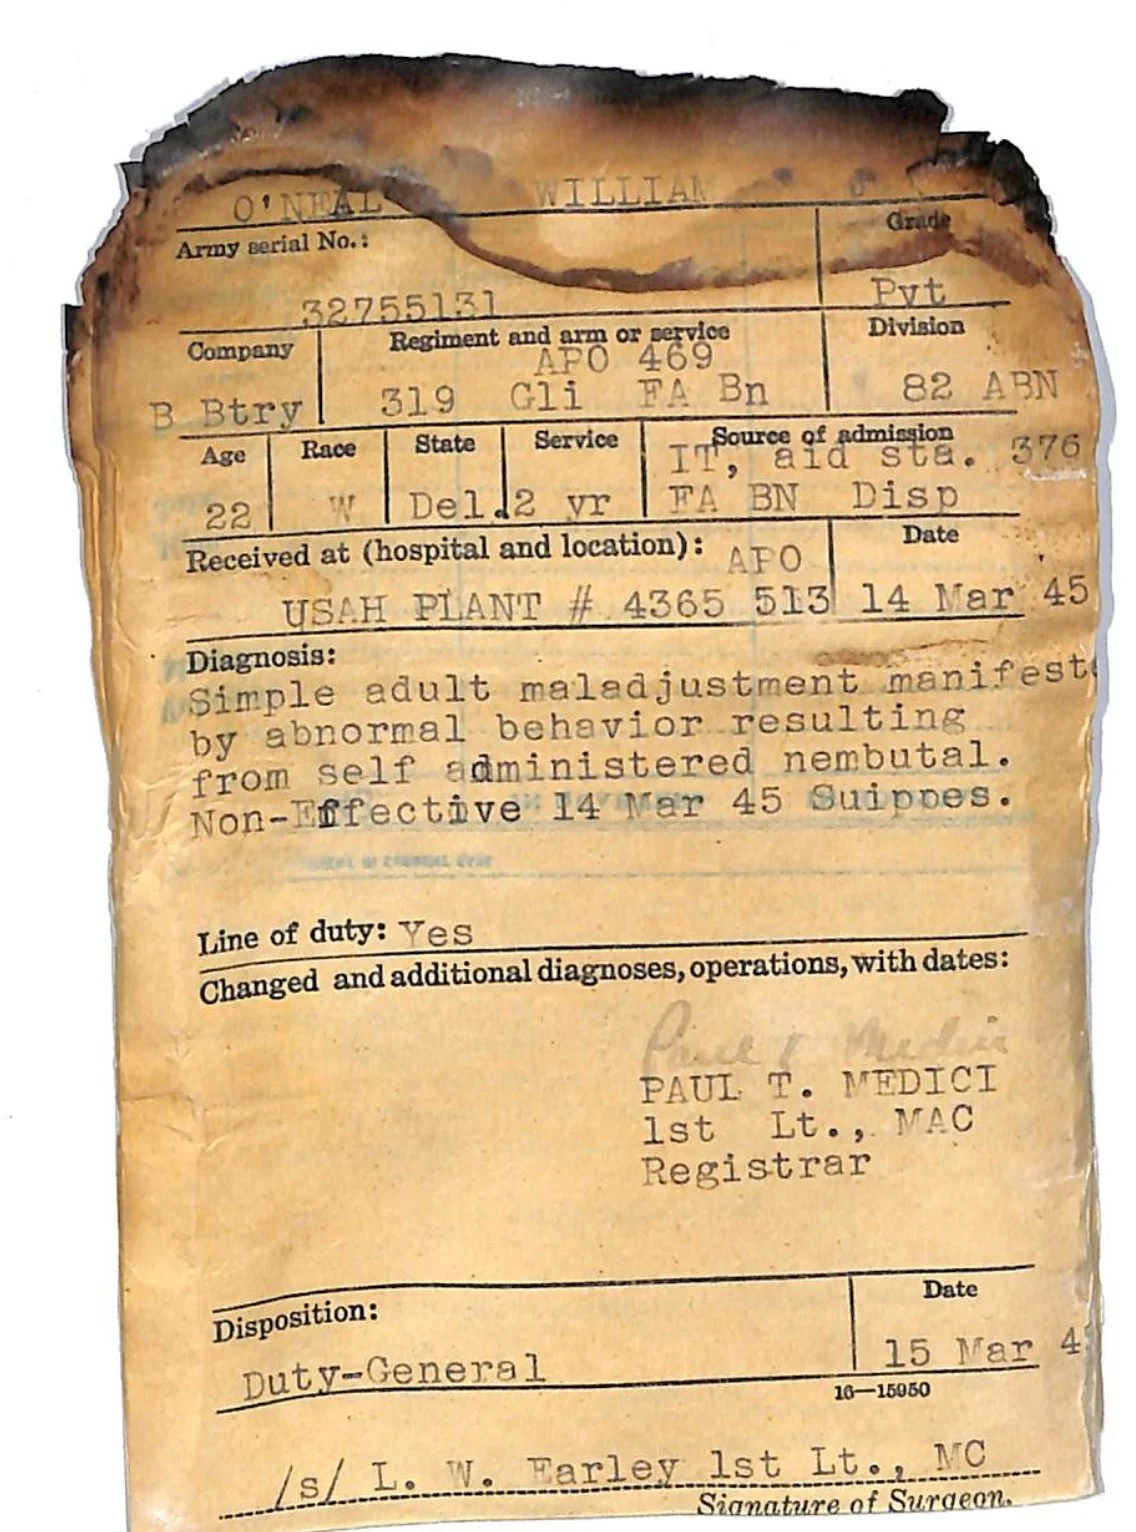 O'NEAL WILLIAM J
Grade
Army serial No.:
32755131 Pvt
Company Regiment and arm or service Division
APO 469
B Btry 319 Gli FA Bn 82 ABN
Age Race State Service Source of admission
IT, aid sta. 376
22 W Del. 2 yr FA BN Disp
Received at (hospital and location): APO Date
USAH PLANT # 4365 513 14 Mar 45
Diagnosis:
Simple adult maladjustment manifeste
by abnormal behavior resulting
from self administered nembutal.
Non-Effective 14 Mar 45 Suippes.
Line of duty: Yes
Changed and additional diagnoses, operations, with dates:
Paul T Medici
PAUL T. MEDICI
1st Lt., MAC
Registrar
Date
Disposition:
Duty-General 15 Mar 4
16—15950
/s/ L. W. Earley 1st Lt., MC
Signature of Surgeon.